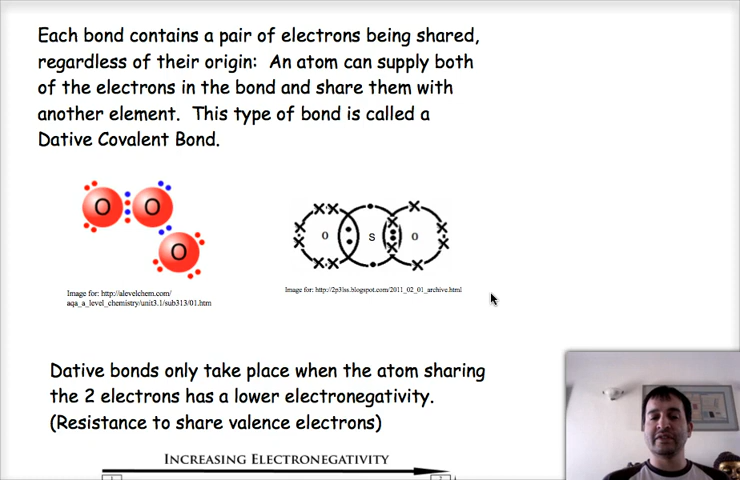 Each bond contains a pair of electrons being shared,
regardless of their origin: An atom can supply both
of the electrons in the bond and share them with
another element. This type of bond is called a
Dative Covalent Bond.
O O
O
O S O
Image for: http://alevelchem.com/
aqa_a_level_chemistry/unit3.1/sub313/01.htm
Image for: http://2p3lss.blogspot.com/2011_02_01_archive.html
Dative bonds only take place when the atom sharing
the 2 electrons has a lower electronegativity.
(Resistance to share valence electrons)
INCREASING ELECTRONEGATIVITY